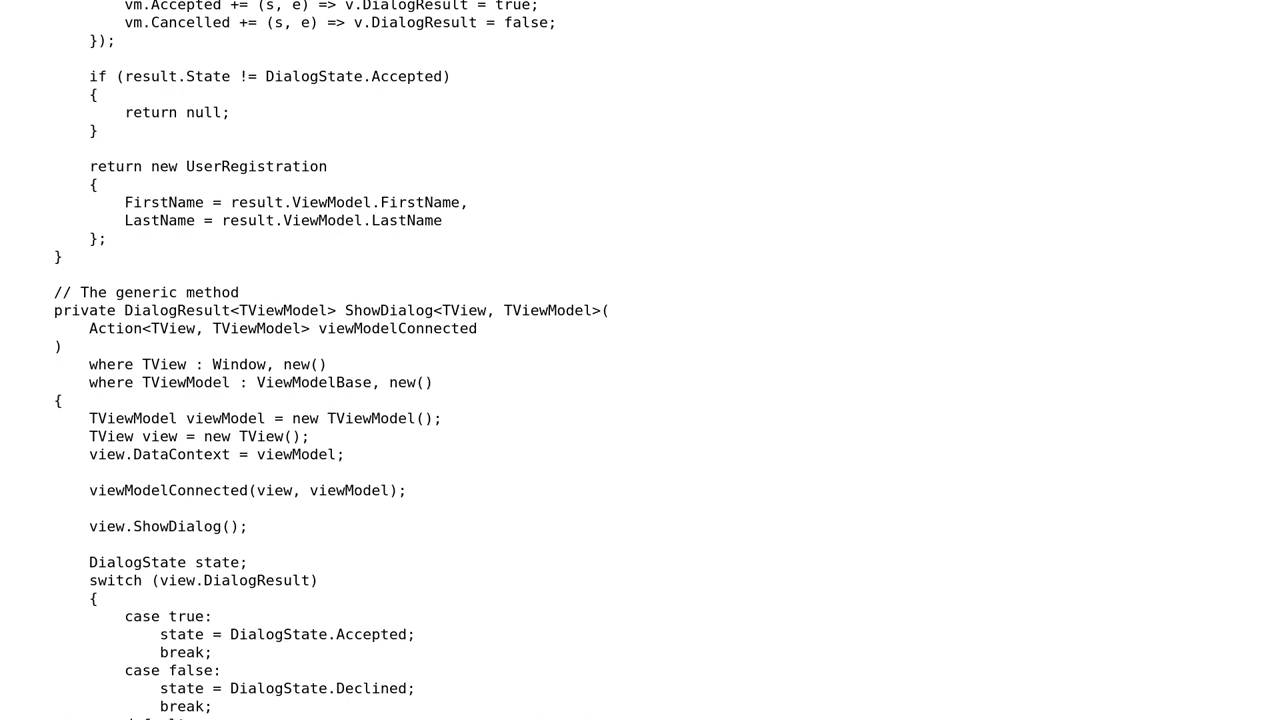 vm.Accepted += (s, e) => v.DialogResult = true;
vm.Cancelled += (s, e) => v.DialogResult = false;
});
if (result.State != DialogState.Accepted)
{
return null;
}
return new UserRegistration
{
FirstName = result.ViewModel.FirstName,
LastName = result.ViewModel.LastName
};
}
// The generic method
private DialogResult<TViewModel> ShowDialog<TView, TViewModel>(
Action<TView, TViewModel> viewModelConnected
)
where TView : Window, new()
where TViewModel : ViewModelBase, new()
{
TViewModel viewModel = new TViewModel();
TView view = new TView();
view.DataContext = viewModel;
viewModelConnected(view, viewModel);
view.ShowDialog();
DialogState state;
switch (view.DialogResult)
{
case true:
state = DialogState.Accepted;
break;
case false:
state = DialogState.Declined;
break;